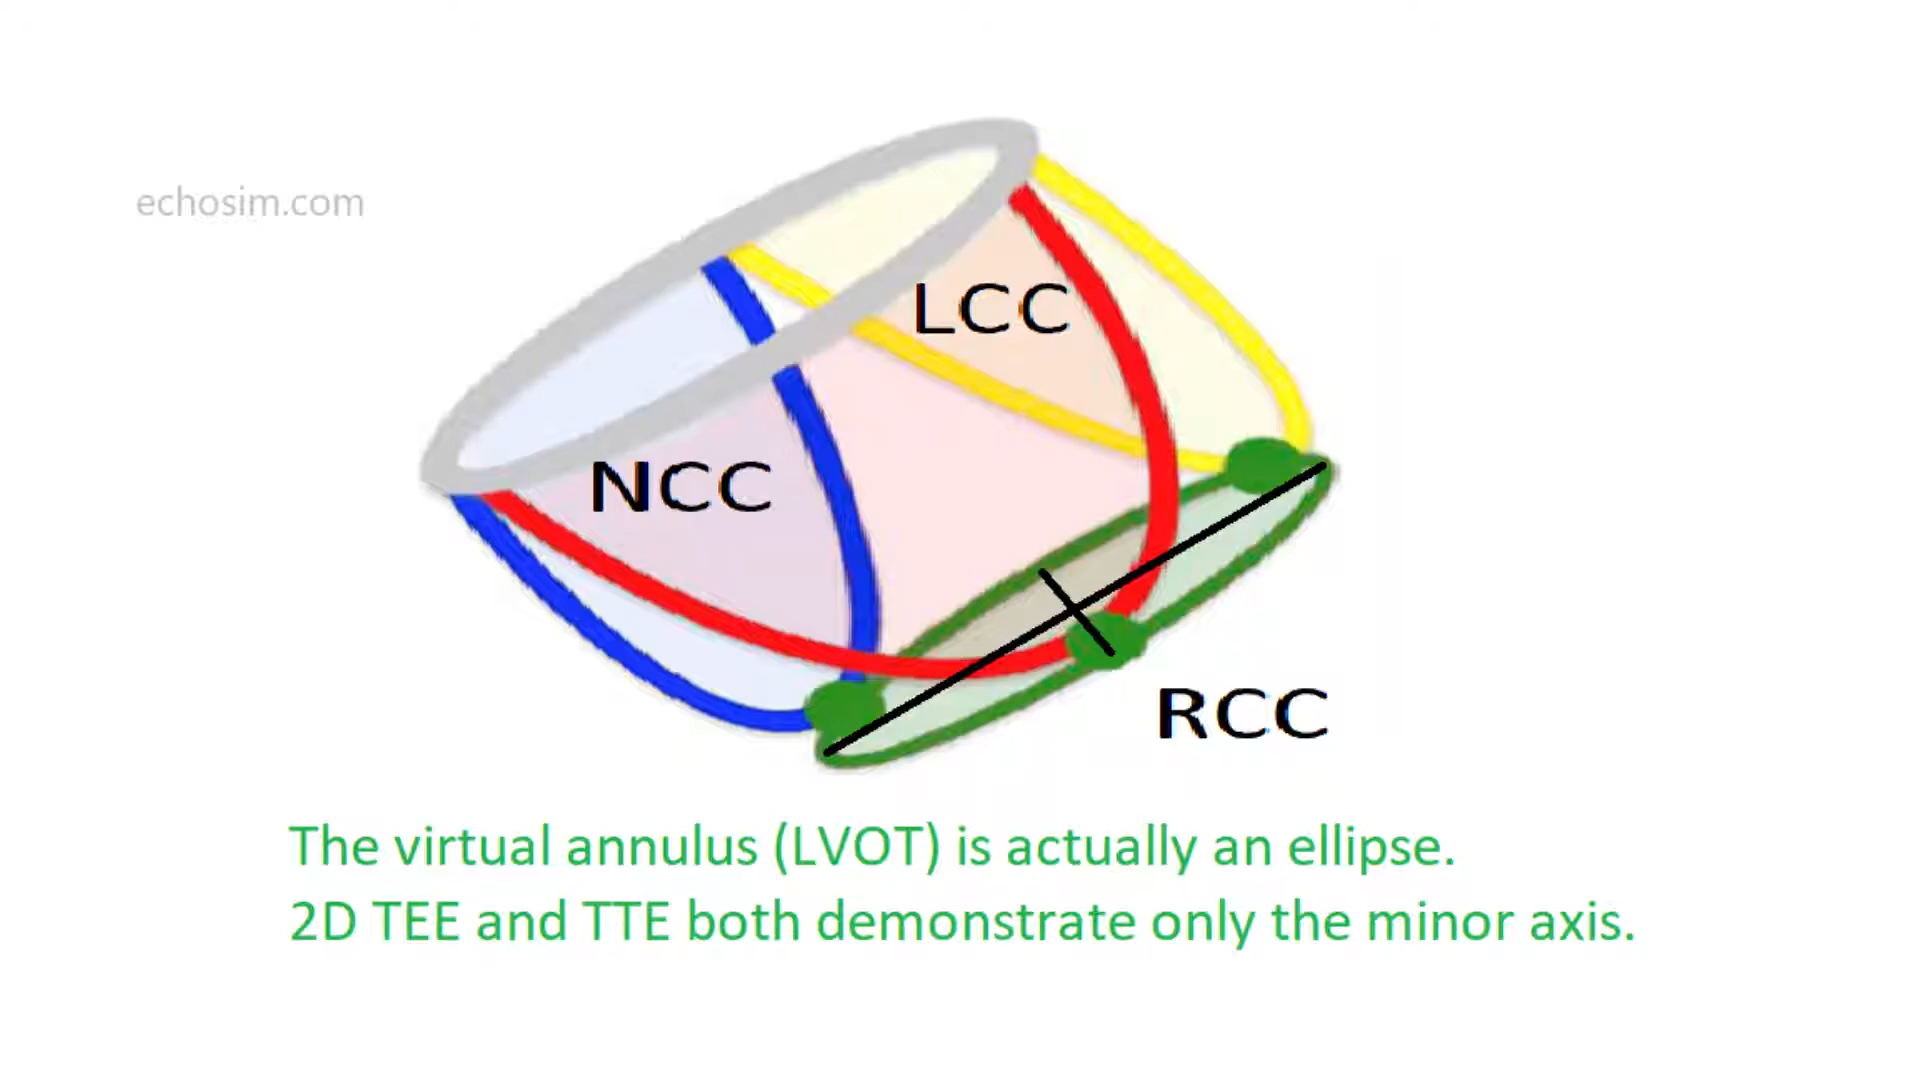 echosim.com
LCC
NCC
RCC
The virtual annulus (LVOT) is actually an ellipse.
2D TEE and TTE both demonstrate only the minor axis.